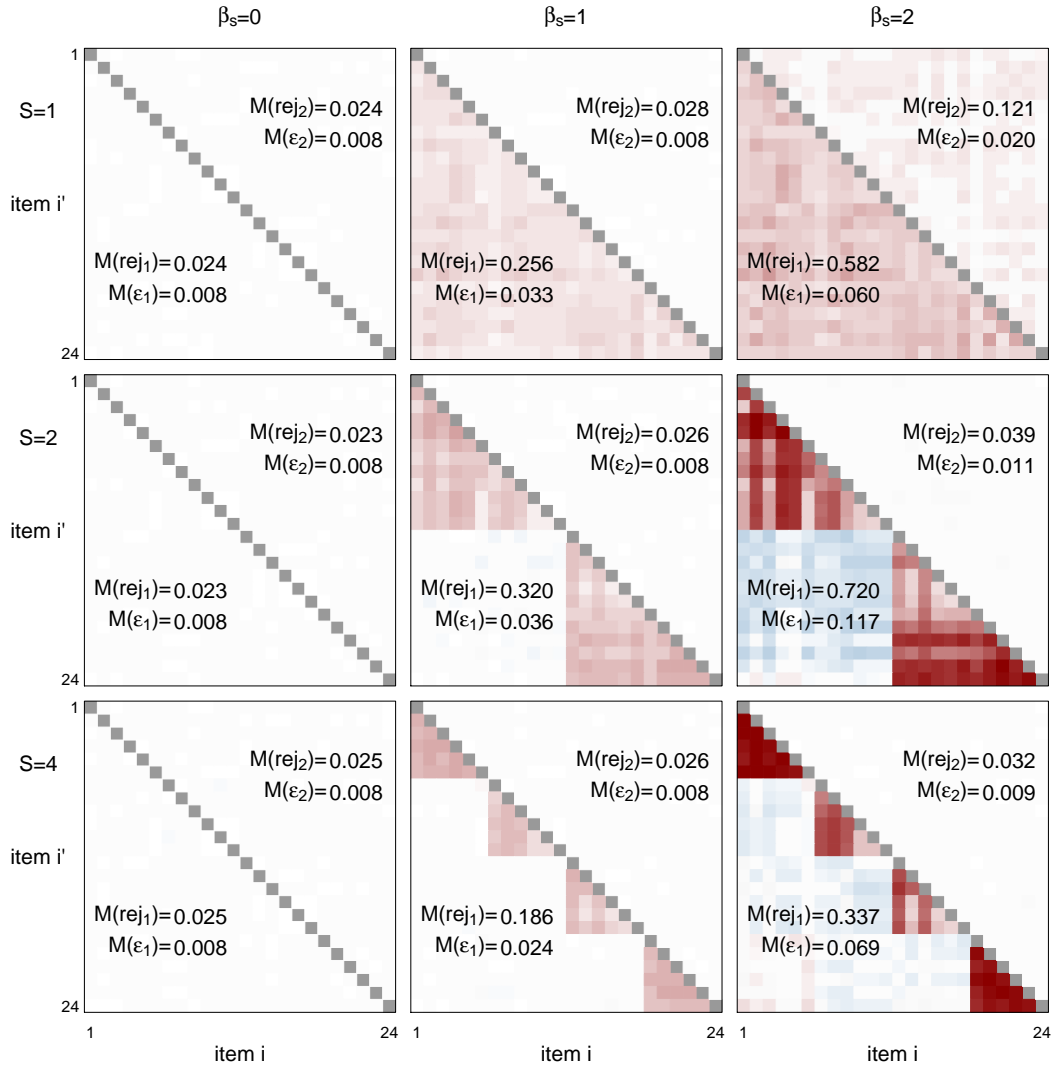 βs=0 βs=1 βs=2
1
S=1
item i'
24
M(rej2)=0.024
M(ε2)=0.008
M(rej1)=0.024
M(ε1)=0.008
M(rej2)=0.028
M(ε2)=0.008
M(rej1)=0.256
M(ε1)=0.033
M(rej2)=0.121
M(ε2)=0.020
M(rej1)=0.582
M(ε1)=0.060
1
S=2
item i'
24
M(rej2)=0.023
M(ε2)=0.008
M(rej1)=0.023
M(ε1)=0.008
M(rej2)=0.026
M(ε2)=0.008
M(rej1)=0.320
M(ε1)=0.036
M(rej2)=0.039
M(ε2)=0.011
M(rej1)=0.720
M(ε1)=0.117
1
S=4
item i'
24
M(rej2)=0.025
M(ε2)=0.008
M(rej1)=0.025
M(ε1)=0.008
M(rej2)=0.026
M(ε2)=0.008
M(rej1)=0.186
M(ε1)=0.024
M(rej2)=0.032
M(ε2)=0.009
M(rej1)=0.337
M(ε1)=0.069
1 24 1 24 1 24
item i item i item i